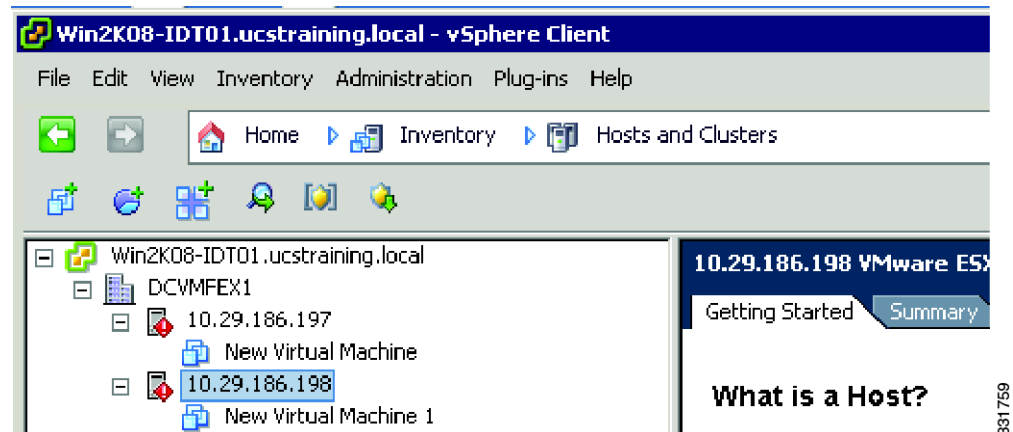 Win2K08-IDT01.ucstraining.local - vSphere Client
File Edit View Inventory Administration Plug-ins Help
Home Inventory Hosts and Clusters
Win2K08-IDT01.ucstraining.local
DCVMFEX1
10.29.186.197
New Virtual Machine
10.29.186.198
New Virtual Machine 1
10.29.186.198 VMware ESX
Getting Started Summary
What is a Host?
331759